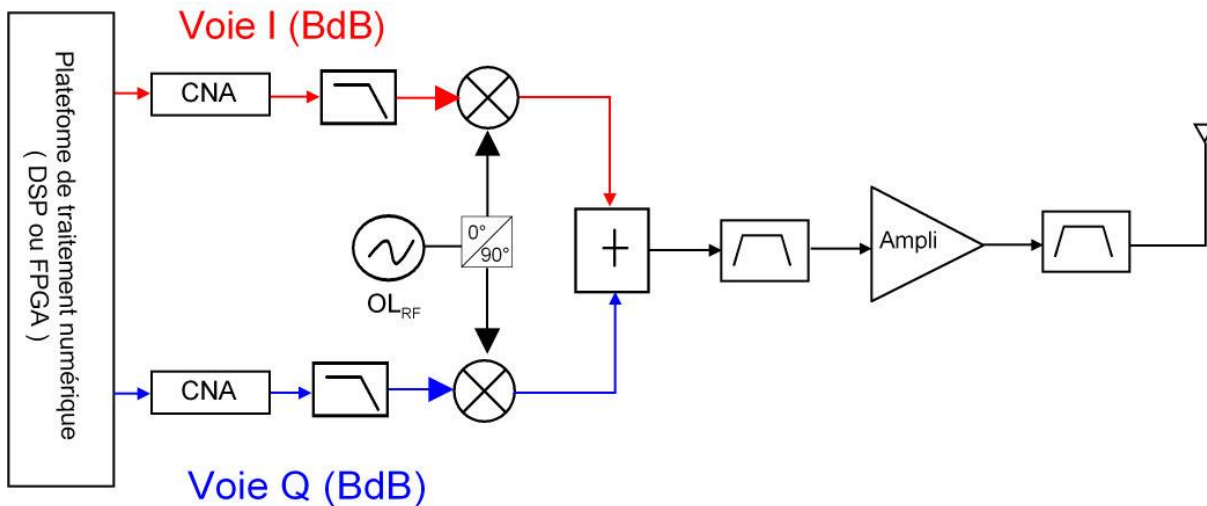 Voie I (BdB)
Platefome de traitement numérique
( DSP ou FPGA )
CNA
0°
90°
OLRF
+
Ampli
CNA
Voie Q (BdB)